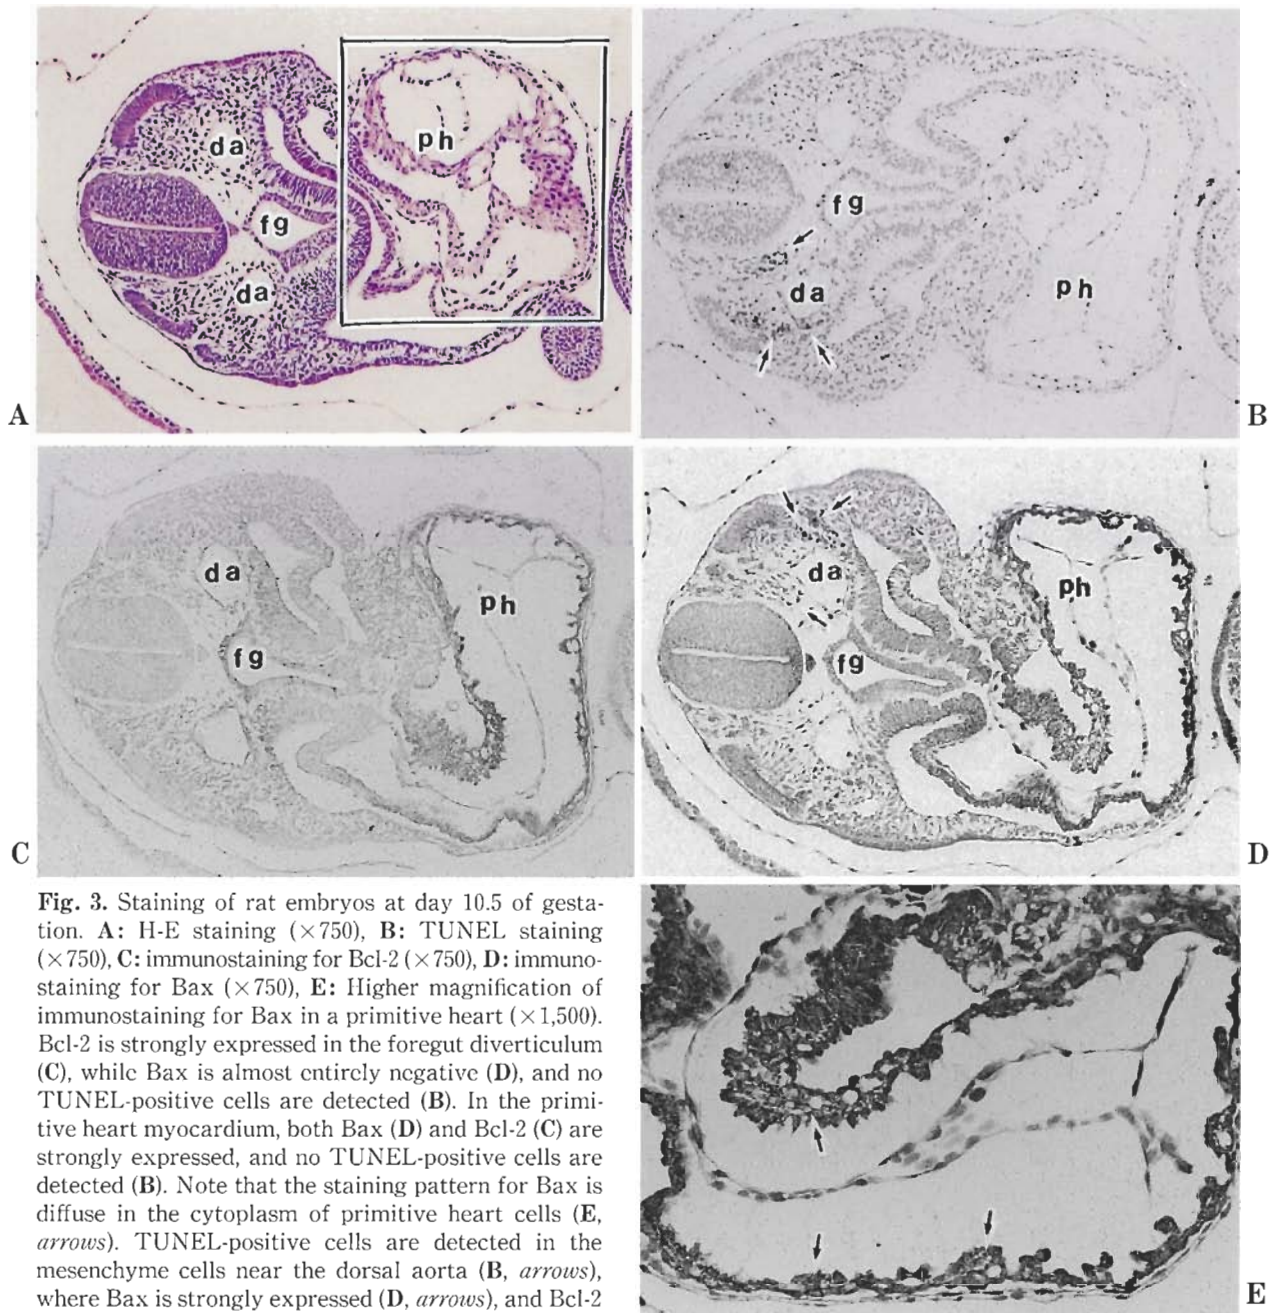 da
ph
fg
da
A
fg
da
ph
B
da
ph
fg
C
da
ph
fg
D
Fig. 3. Staining of rat embryos at day 10.5 of gesta-
tion. A: H-E staining (×750), B: TUNEL staining
(×750), C: immunostaining for Bcl-2 (×750), D: immuno-
staining for Bax (×750), E: Higher magnification of
immunostaining for Bax in a primitive heart (×1,500).
Bcl-2 is strongly expressed in the foregut diverticulum
(C), while Bax is almost entirely negative (D), and no
TUNEL-positive cells are detected (B). In the primi-
tive heart myocardium, both Bax (D) and Bcl-2 (C) are
strongly expressed, and no TUNEL-positive cells are
detected (B). Note that the staining pattern for Bax is
diffuse in the cytoplasm of primitive heart cells (E,
arrows). TUNEL-positive cells are detected in the
mesenchyme cells near the dorsal aorta (B, arrows),
where Bax is strongly expressed (D, arrows), and Bcl-2
E